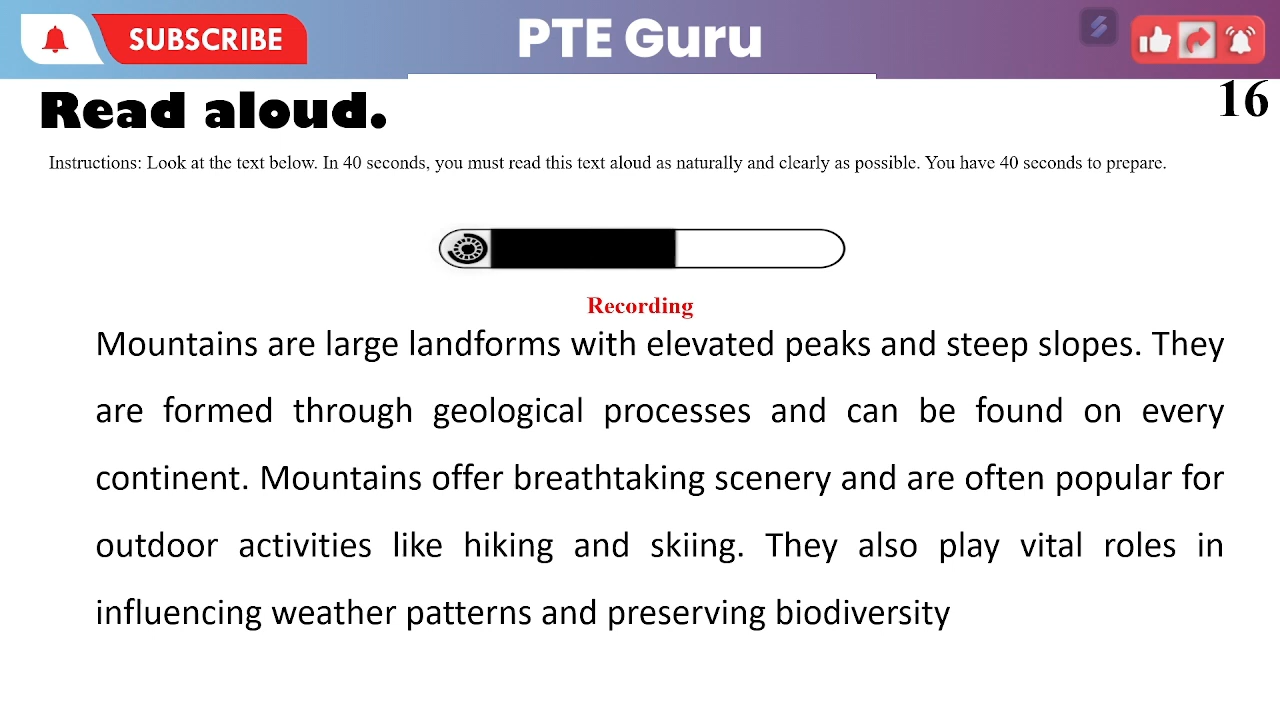 SUBSCRIBE
PTE Guru
Read aloud.
16
Instructions: Look at the text below. In 40 seconds, you must read this text aloud as naturally and clearly as possible. You have 40 seconds to prepare.
Recording
Mountains are large landforms with elevated peaks and steep slopes. They
are formed through geological processes and can be found on every
continent. Mountains offer breathtaking scenery and are often popular for
outdoor activities like hiking and skiing. They also play vital roles in
influencing weather patterns and preserving biodiversity